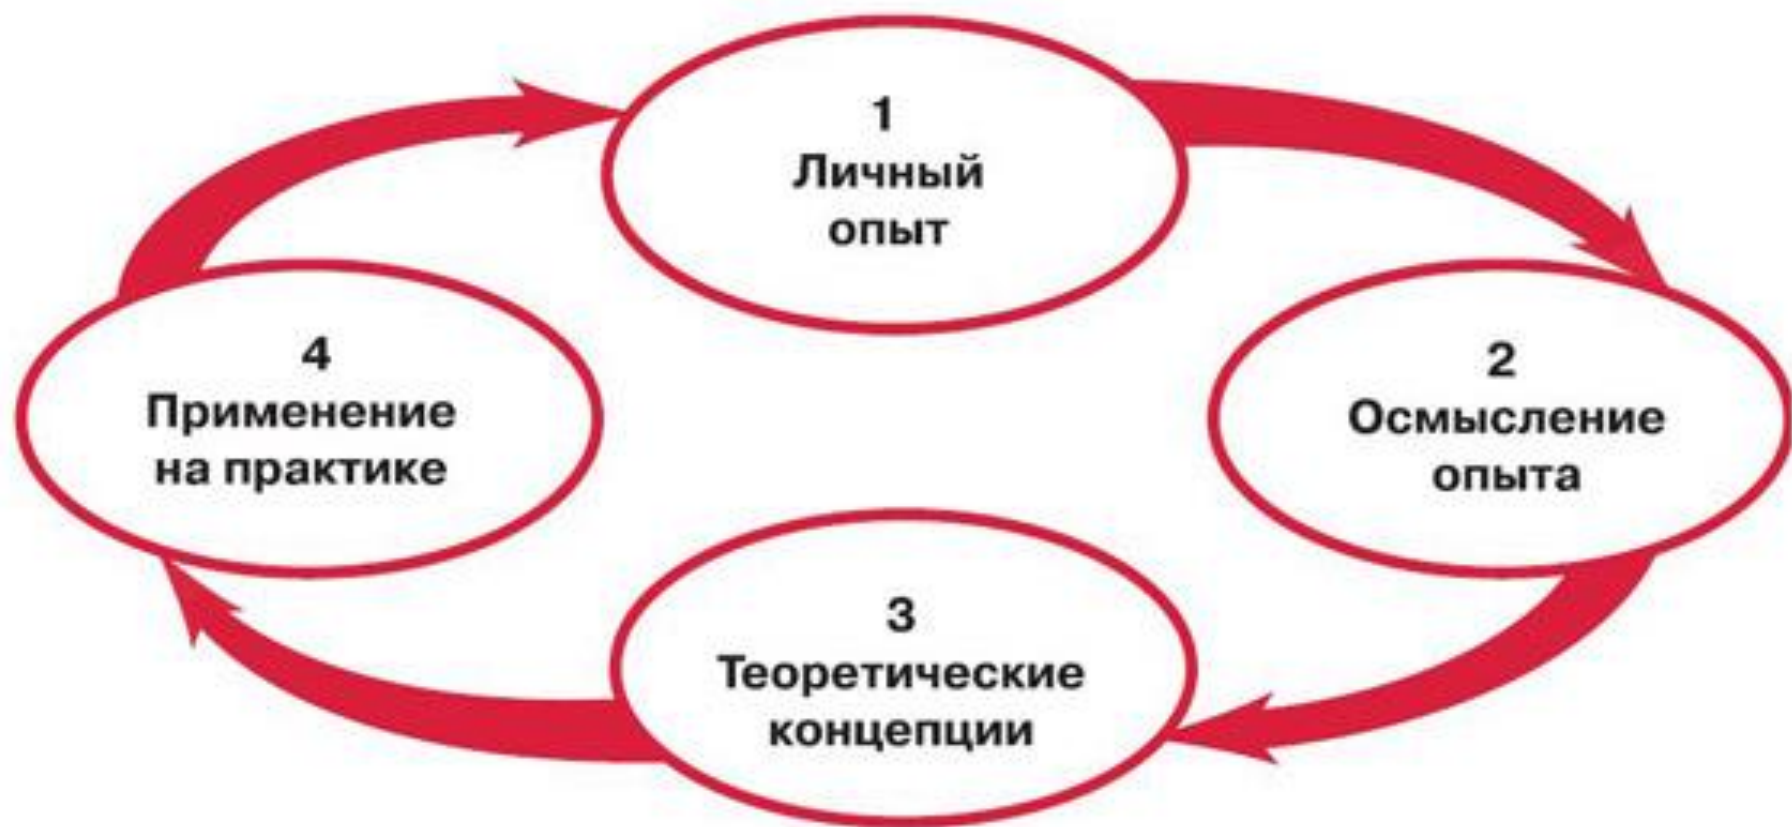 1
Личный
опыт
2
Осмысление
опыта
3
Теоретические
концепции
4
Применение
на практике